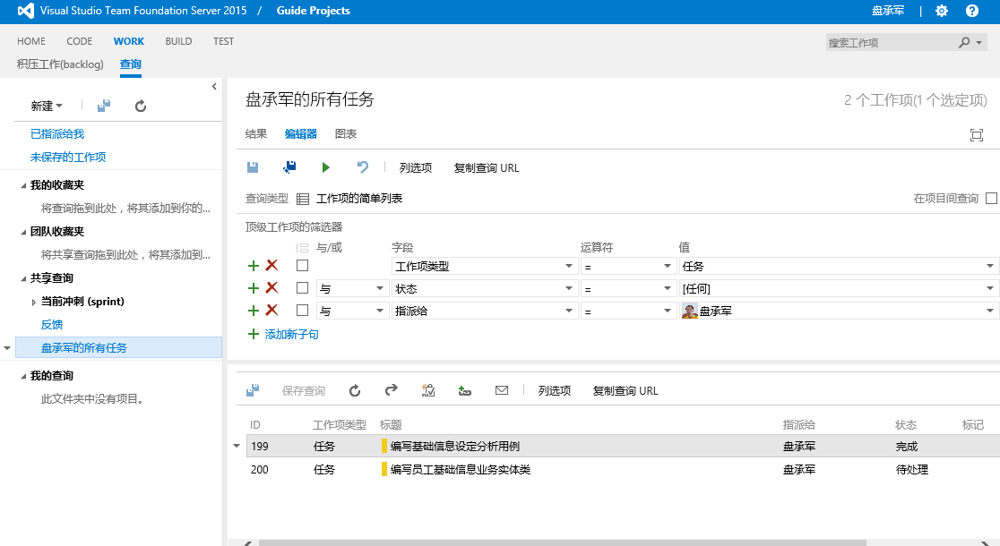 Visual Studio Team Foundation Server 2015 / Guide Projects 盘承军 |
HOME CODE WORK BUILD TEST 搜索工作项
积压工作(backlog) 查询
新建
已指派给我
未保存的工作项
我的收藏夹
将查询拖到此处，将其添加到你的...
团队收藏夹
将共享查询拖到此处，将其添加到...
共享查询
当前冲刺 (sprint)
反馈
盘承军的所有任务
我的查询
此文件夹中没有项目。
盘承军的所有任务 2 个工作项(1 个选定项)
结果 编辑器 图表
列选项 复制查询 URL
查询类型 工作项的简单列表 在项目间查询
顶级工作项的筛选器
与/或 字段 运算符 值
工作项类型 = 任务
与 状态 = [任何]
与 指派给 = 盘承军
添加新子句
保存查询 列选项 复制查询 URL
ID 工作项类型 标题 指派给 状态 标记
199 任务 编写基础信息设定分析用例 盘承军 完成
200 任务 编写员工基础信息业务实体类 盘承军 待处理